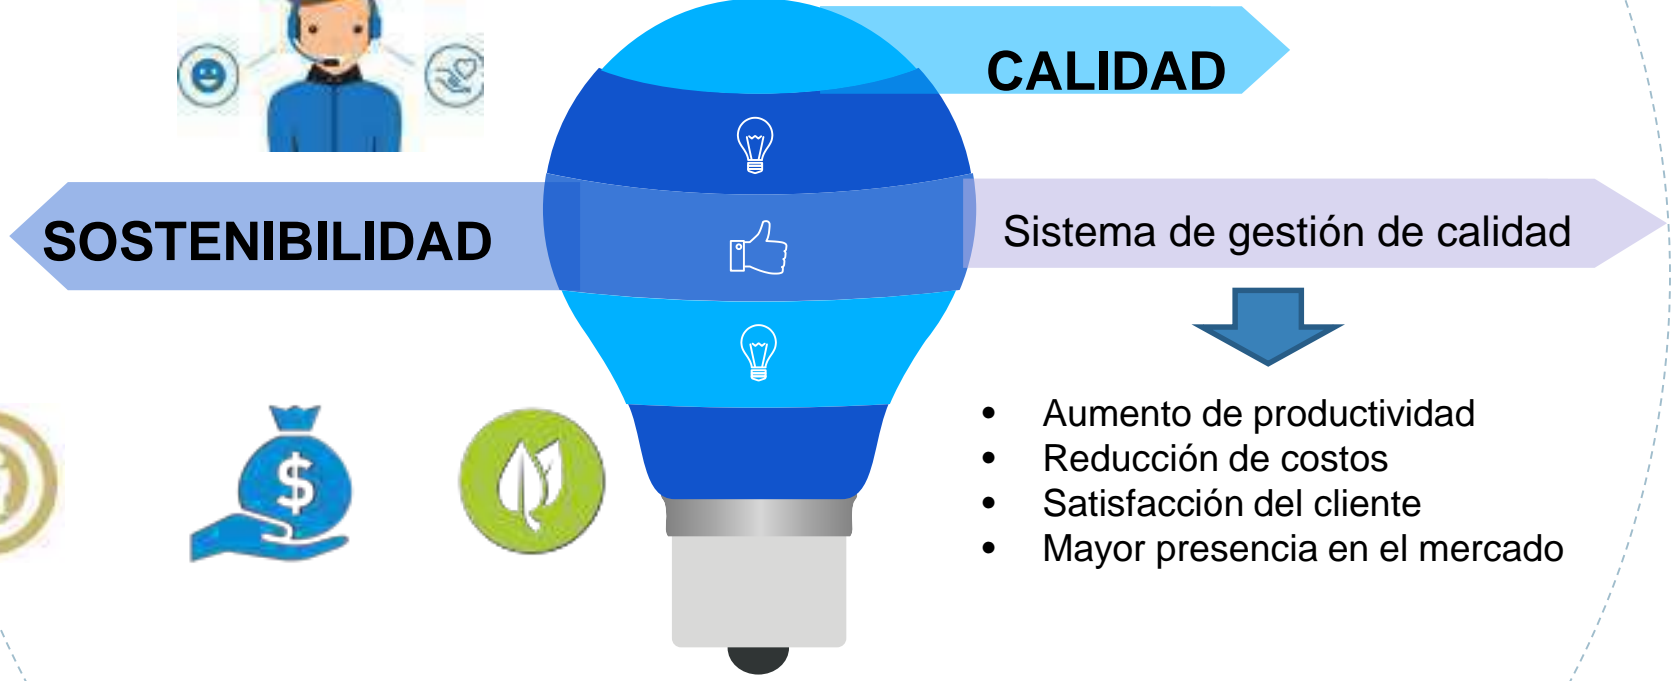 CALIDAD
SOSTENIBILIDAD
Sistema de gestión de calidad
• Aumento de productividad
• Reducción de costos
• Satisfacción del cliente
• Mayor presencia en el mercado
$